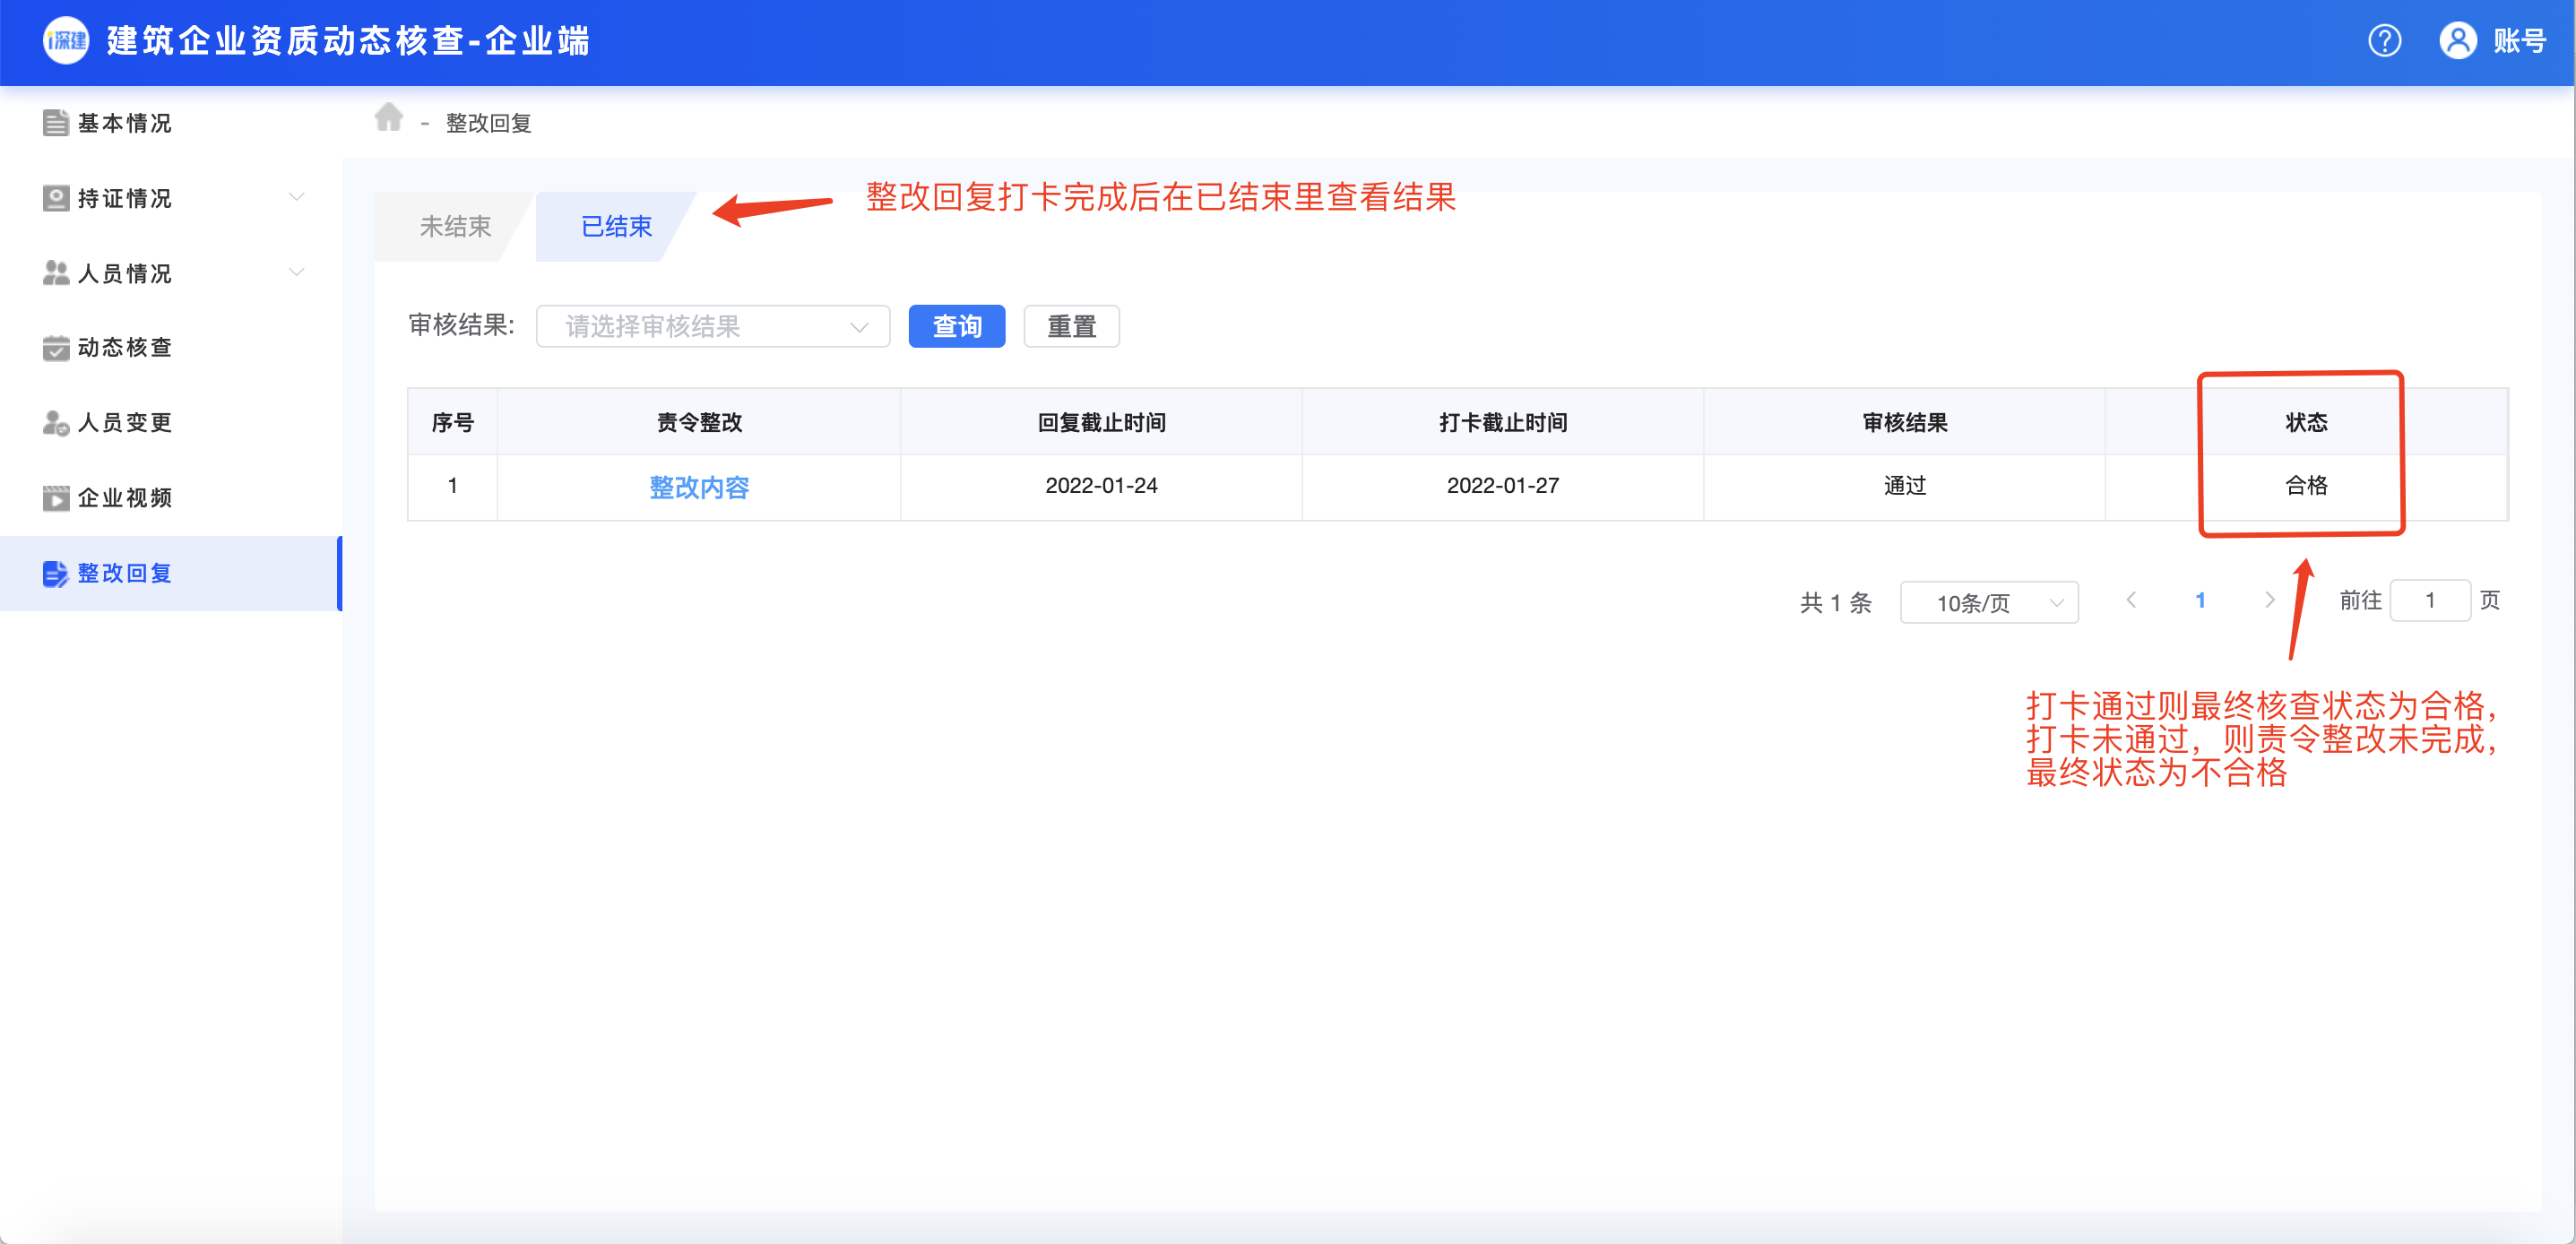 i深建
建筑企业资质动态核查-企业端
?
账号
基本情况
持证情况
人员情况
动态核查
人员变更
企业视频
整改回复
- 整改回复
未结束
已结束
整改回复打卡完成后在已结束里查看结果
审核结果:
请选择审核结果
查询
重置
序号 责令整改 回复截止时间 打卡截止时间 审核结果 状态
1 整改内容 2022-01-24 2022-01-27 通过 合格
共 1 条
10条/页
1
前往 1 页
打卡通过则最终核查状态为合格，
打卡未通过，则责令整改未完成，
最终状态为不合格